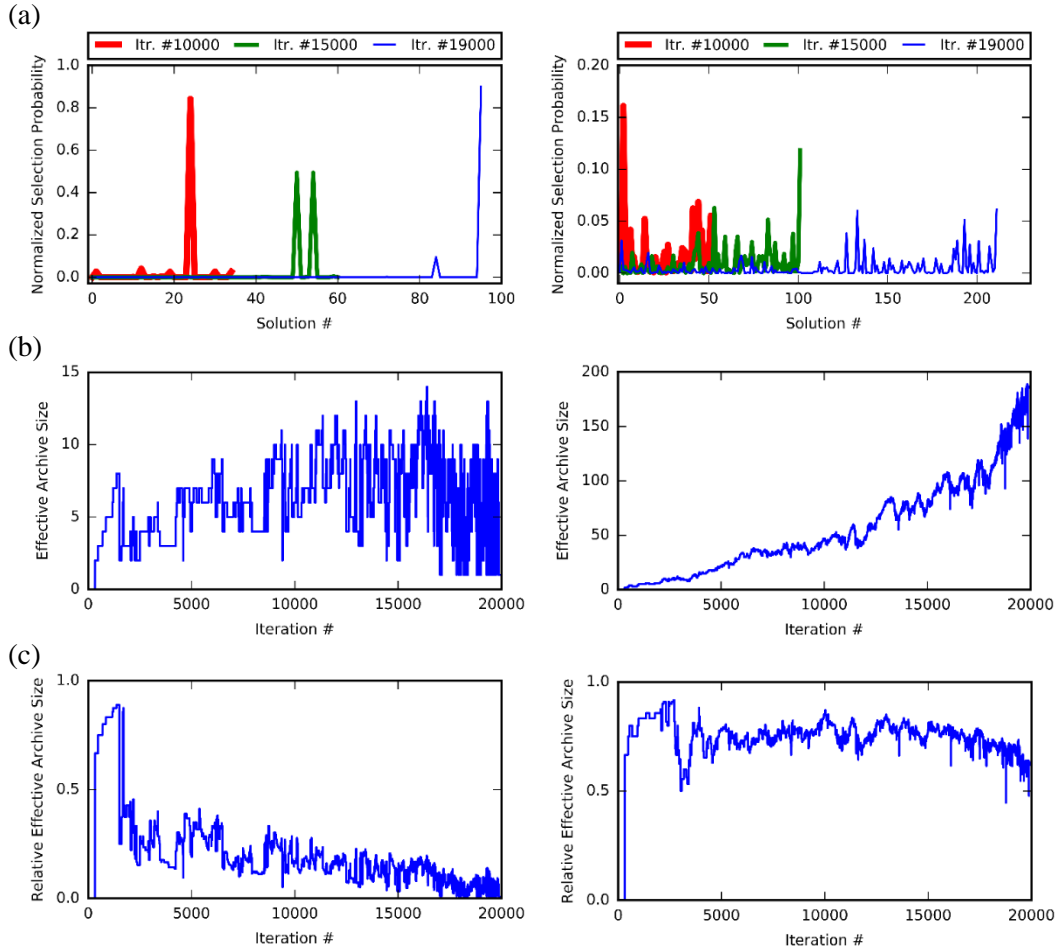 (a)
Itr. #10000 Itr. #15000 Itr. #19000
Normalized Selection Probability
1.0
0.8
0.6
0.4
0.2
0.0
0 20 40 60 80 100
Solution #
Itr. #10000 Itr. #15000 Itr. #19000
Normalized Selection Probability
0.20
0.15
0.10
0.05
0.00
0 50 100 150 200
Solution #
(b)
Effective Archive Size
15
10
5
0
0 5000 10000 15000 20000
Iteration #
Effective Archive Size
200
150
100
50
0
0 5000 10000 15000 20000
Iteration #
(c)
Relative Effective Archive Size
1.0
0.5
0.0
0 5000 10000 15000 20000
Iteration #
Relative Effective Archive Size
1.0
0.5
0.0
0 5000 10000 15000 20000
Iteration #